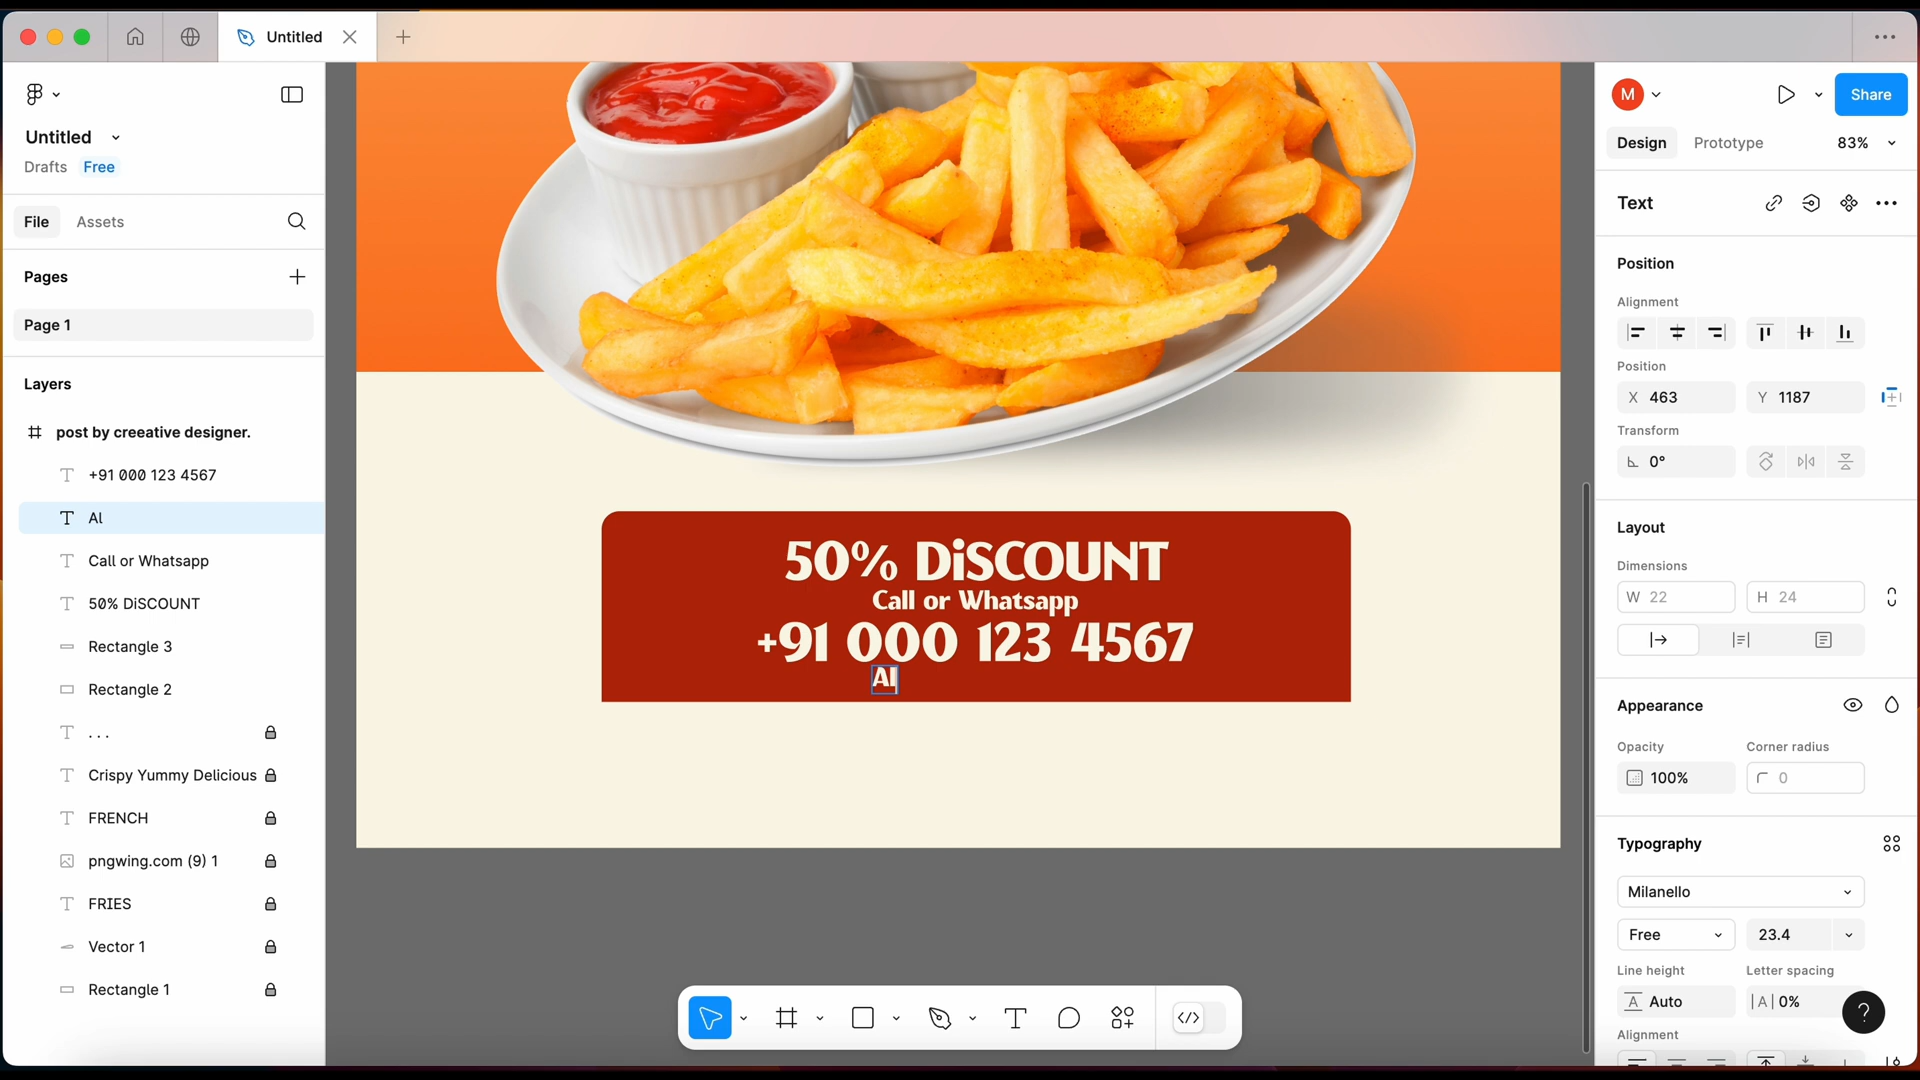 Untitled
Untitled
Drafts Free
File Assets
Pages
Page 1
Layers
post by creeative designer.
+91 000 123 4567
Al
Call or Whatsapp
50% DiSCOUNT
Rectangle 3
Rectangle 2
. . .
Crispy Yummy Delicious
FRENCH
pngwing.com (9) 1
FRIES
Vector 1
Rectangle 1
50% DiSCOUNT
Call or Whatsapp
+91 000 123 4567
Al
M
Share
Design Prototype 83%
Text
Position
Alignment
Position
X 463 Y 1187
Transform
0°
Layout
Dimensions
W 22 H 24
Appearance
Opacity Corner radius
100% 0
Typography
Milanello
Free 23.4
Line height Letter spacing
A Auto |A| 0%
Alignment
?